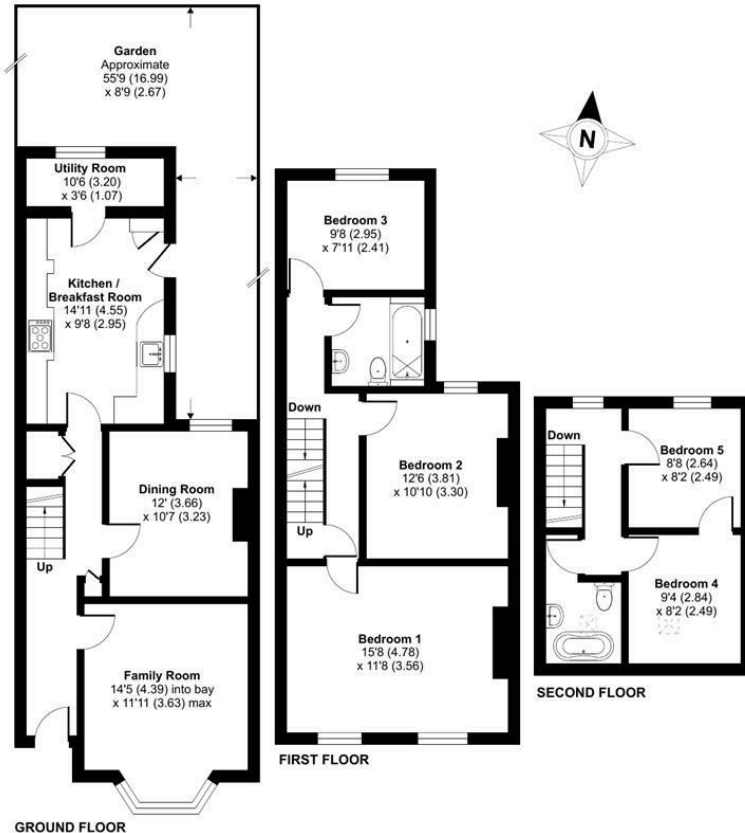 Garden
Approximate
55'9 (16.99)
x 8'9 (2.67)
N
Utility Room
10'6 (3.20)
x 3'6 (1.07)
Kitchen /
Breakfast Room
14'11 (4.55)
x 9'8 (2.95)
Dining Room
12' (3.66)
x 10'7 (3.23)
Up
Family Room
14'5 (4.39) into bay
x 11'11 (3.63) max
GROUND FLOOR
Bedroom 3
9'8 (2.95)
x 7'11 (2.41)
Down
Bedroom 2
12'6 (3.81)
x 10'10 (3.30)
Up
Bedroom 1
15'8 (4.78)
x 11'8 (3.56)
FIRST FLOOR
Down
Bedroom 5
8'8 (2.64)
x 8'2 (2.49)
Bedroom 4
9'4 (2.84)
x 8'2 (2.49)
SECOND FLOOR